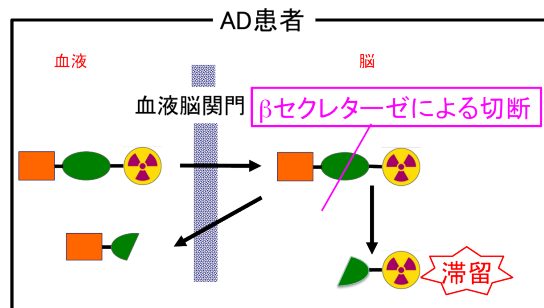 AD患者
血液
脳
血液脳関門
βセクレターゼによる切断
滞留